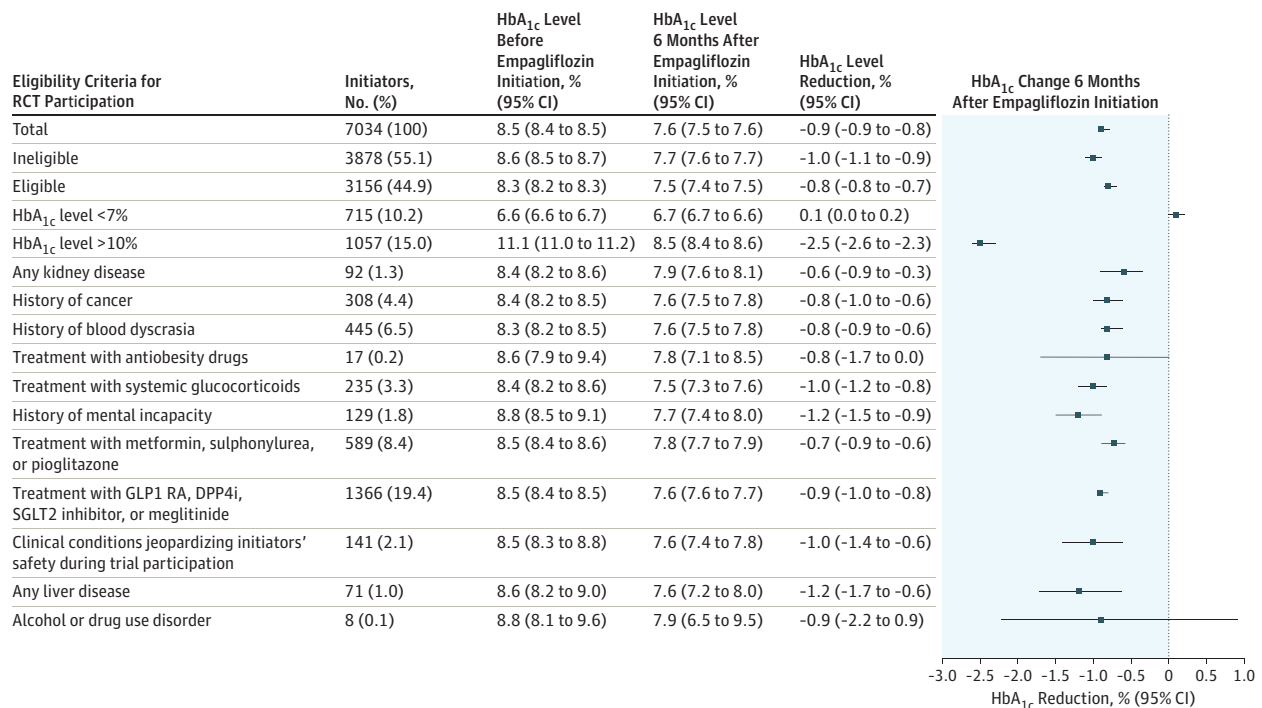 HbA1c Level
Before
Empagliflozin
Initiation, %
(95% CI)
HbA1c Level
6 Months After
Empagliflozin
Initiation, %
(95% CI)
HbA1c Level
Reduction, %
(95% CI)
Eligibility Criteria for
RCT Participation
Initiators,
No. (%)
HbA1c Change 6 Months
After Empagliflozin Initiation
Total 7034 (100) 8.5 (8.4 to 8.5) 7.6 (7.5 to 7.6) -0.9 (-0.9 to -0.8)
Ineligible 3878 (55.1) 8.6 (8.5 to 8.7) 7.7 (7.6 to 7.7) -1.0 (-1.1 to -0.9)
Eligible 3156 (44.9) 8.3 (8.2 to 8.3) 7.5 (7.4 to 7.5) -0.8 (-0.8 to -0.7)
HbA1c level <7% 715 (10.2) 6.6 (6.6 to 6.7) 6.7 (6.7 to 6.6) 0.1 (0.0 to 0.2)
HbA1c level >10% 1057 (15.0) 11.1 (11.0 to 11.2) 8.5 (8.4 to 8.6) -2.5 (-2.6 to -2.3)
Any kidney disease 92 (1.3) 8.4 (8.2 to 8.6) 7.9 (7.6 to 8.1) -0.6 (-0.9 to -0.3)
History of cancer 308 (4.4) 8.4 (8.2 to 8.5) 7.6 (7.5 to 7.8) -0.8 (-1.0 to -0.6)
History of blood dyscrasia 445 (6.5) 8.3 (8.2 to 8.5) 7.6 (7.5 to 7.8) -0.8 (-0.9 to -0.6)
Treatment with antiobesity drugs 17 (0.2) 8.6 (7.9 to 9.4) 7.8 (7.1 to 8.5) -0.8 (-1.7 to 0.0)
Treatment with systemic glucocorticoids 235 (3.3) 8.4 (8.2 to 8.6) 7.5 (7.3 to 7.6) -1.0 (-1.2 to -0.8)
History of mental incapacity 129 (1.8) 8.8 (8.5 to 9.1) 7.7 (7.4 to 8.0) -1.2 (-1.5 to -0.9)
Treatment with metformin, sulphonylurea, 589 (8.4) 8.5 (8.4 to 8.6) 7.8 (7.7 to 7.9) -0.7 (-0.9 to -0.6)
or pioglitazone
Treatment with GLP1 RA, DPP4i, 1366 (19.4) 8.5 (8.4 to 8.5) 7.6 (7.6 to 7.7) -0.9 (-1.0 to -0.8)
SGLT2 inhibitor, or meglitinide
Clinical conditions jeopardizing initiators' 141 (2.1) 8.5 (8.3 to 8.8) 7.6 (7.4 to 7.8) -1.0 (-1.4 to -0.6)
safety during trial participation
Any liver disease 71 (1.0) 8.6 (8.2 to 9.0) 7.6 (7.2 to 8.0) -1.2 (-1.7 to -0.6)
Alcohol or drug use disorder 8 (0.1) 8.8 (8.1 to 9.6) 7.9 (6.5 to 9.5) -0.9 (-2.2 to 0.9)
-3.0 -2.5 -2.0 -1.5 -1.0 -0.5 0 0.5 1.0
HbA1c Reduction, % (95% CI)